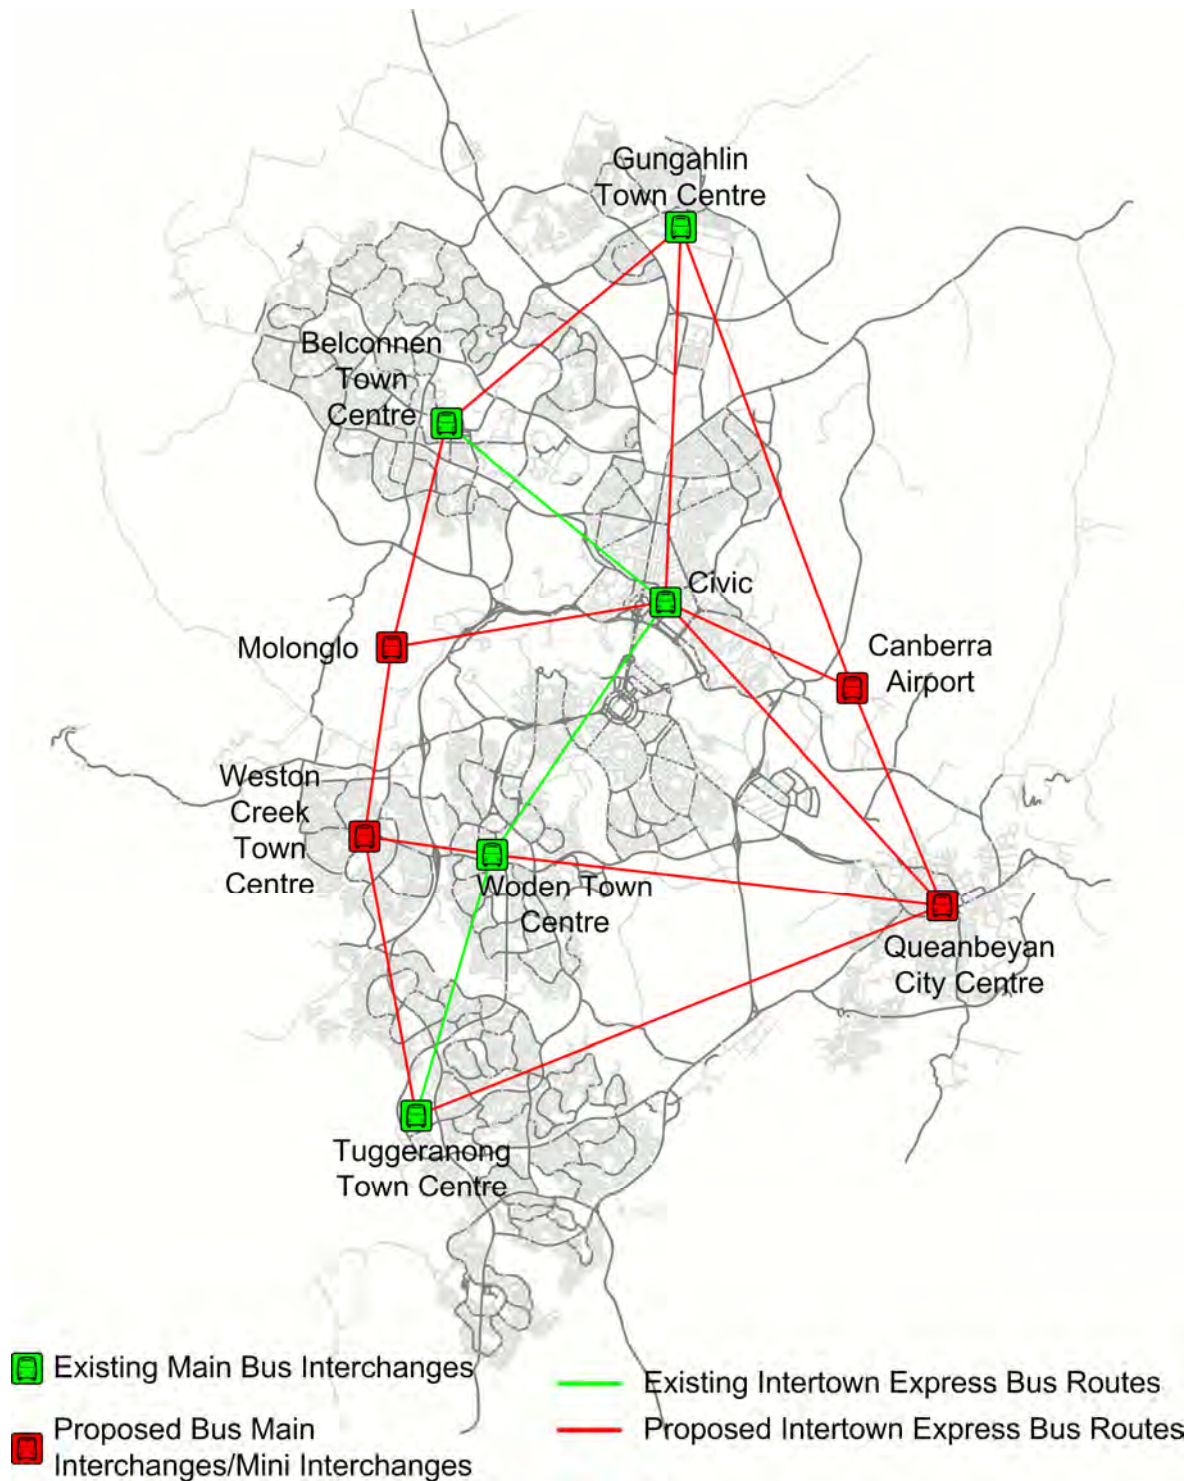 Gungahlin
Town Centre
Belconnen
Town
Centre
Civic
Molonglo
Canberra
Airport
Weston
Creek
Town
Centre
Woden Town
Centre
Queanbeyan
City Centre
Tuggeranong
Town Centre
Existing Main Bus Interchanges
Proposed Bus Main
Interchanges/Mini Interchanges
Existing Intertown Express Bus Routes
Proposed Intertown Express Bus Routes